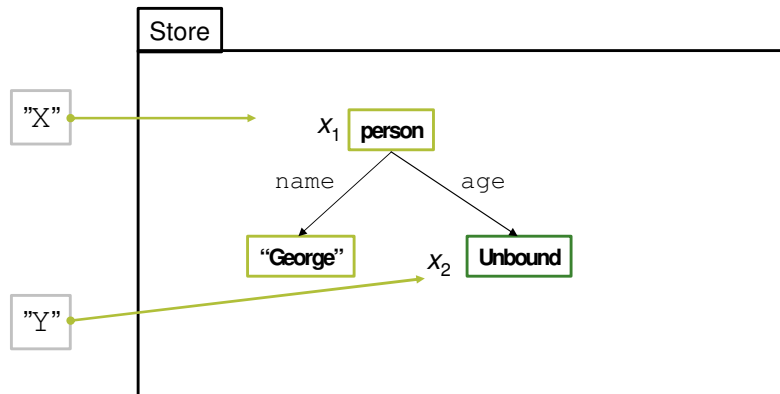 Store
”X”
x1
person
name
age
“George”
x2
Unbound
”Y”